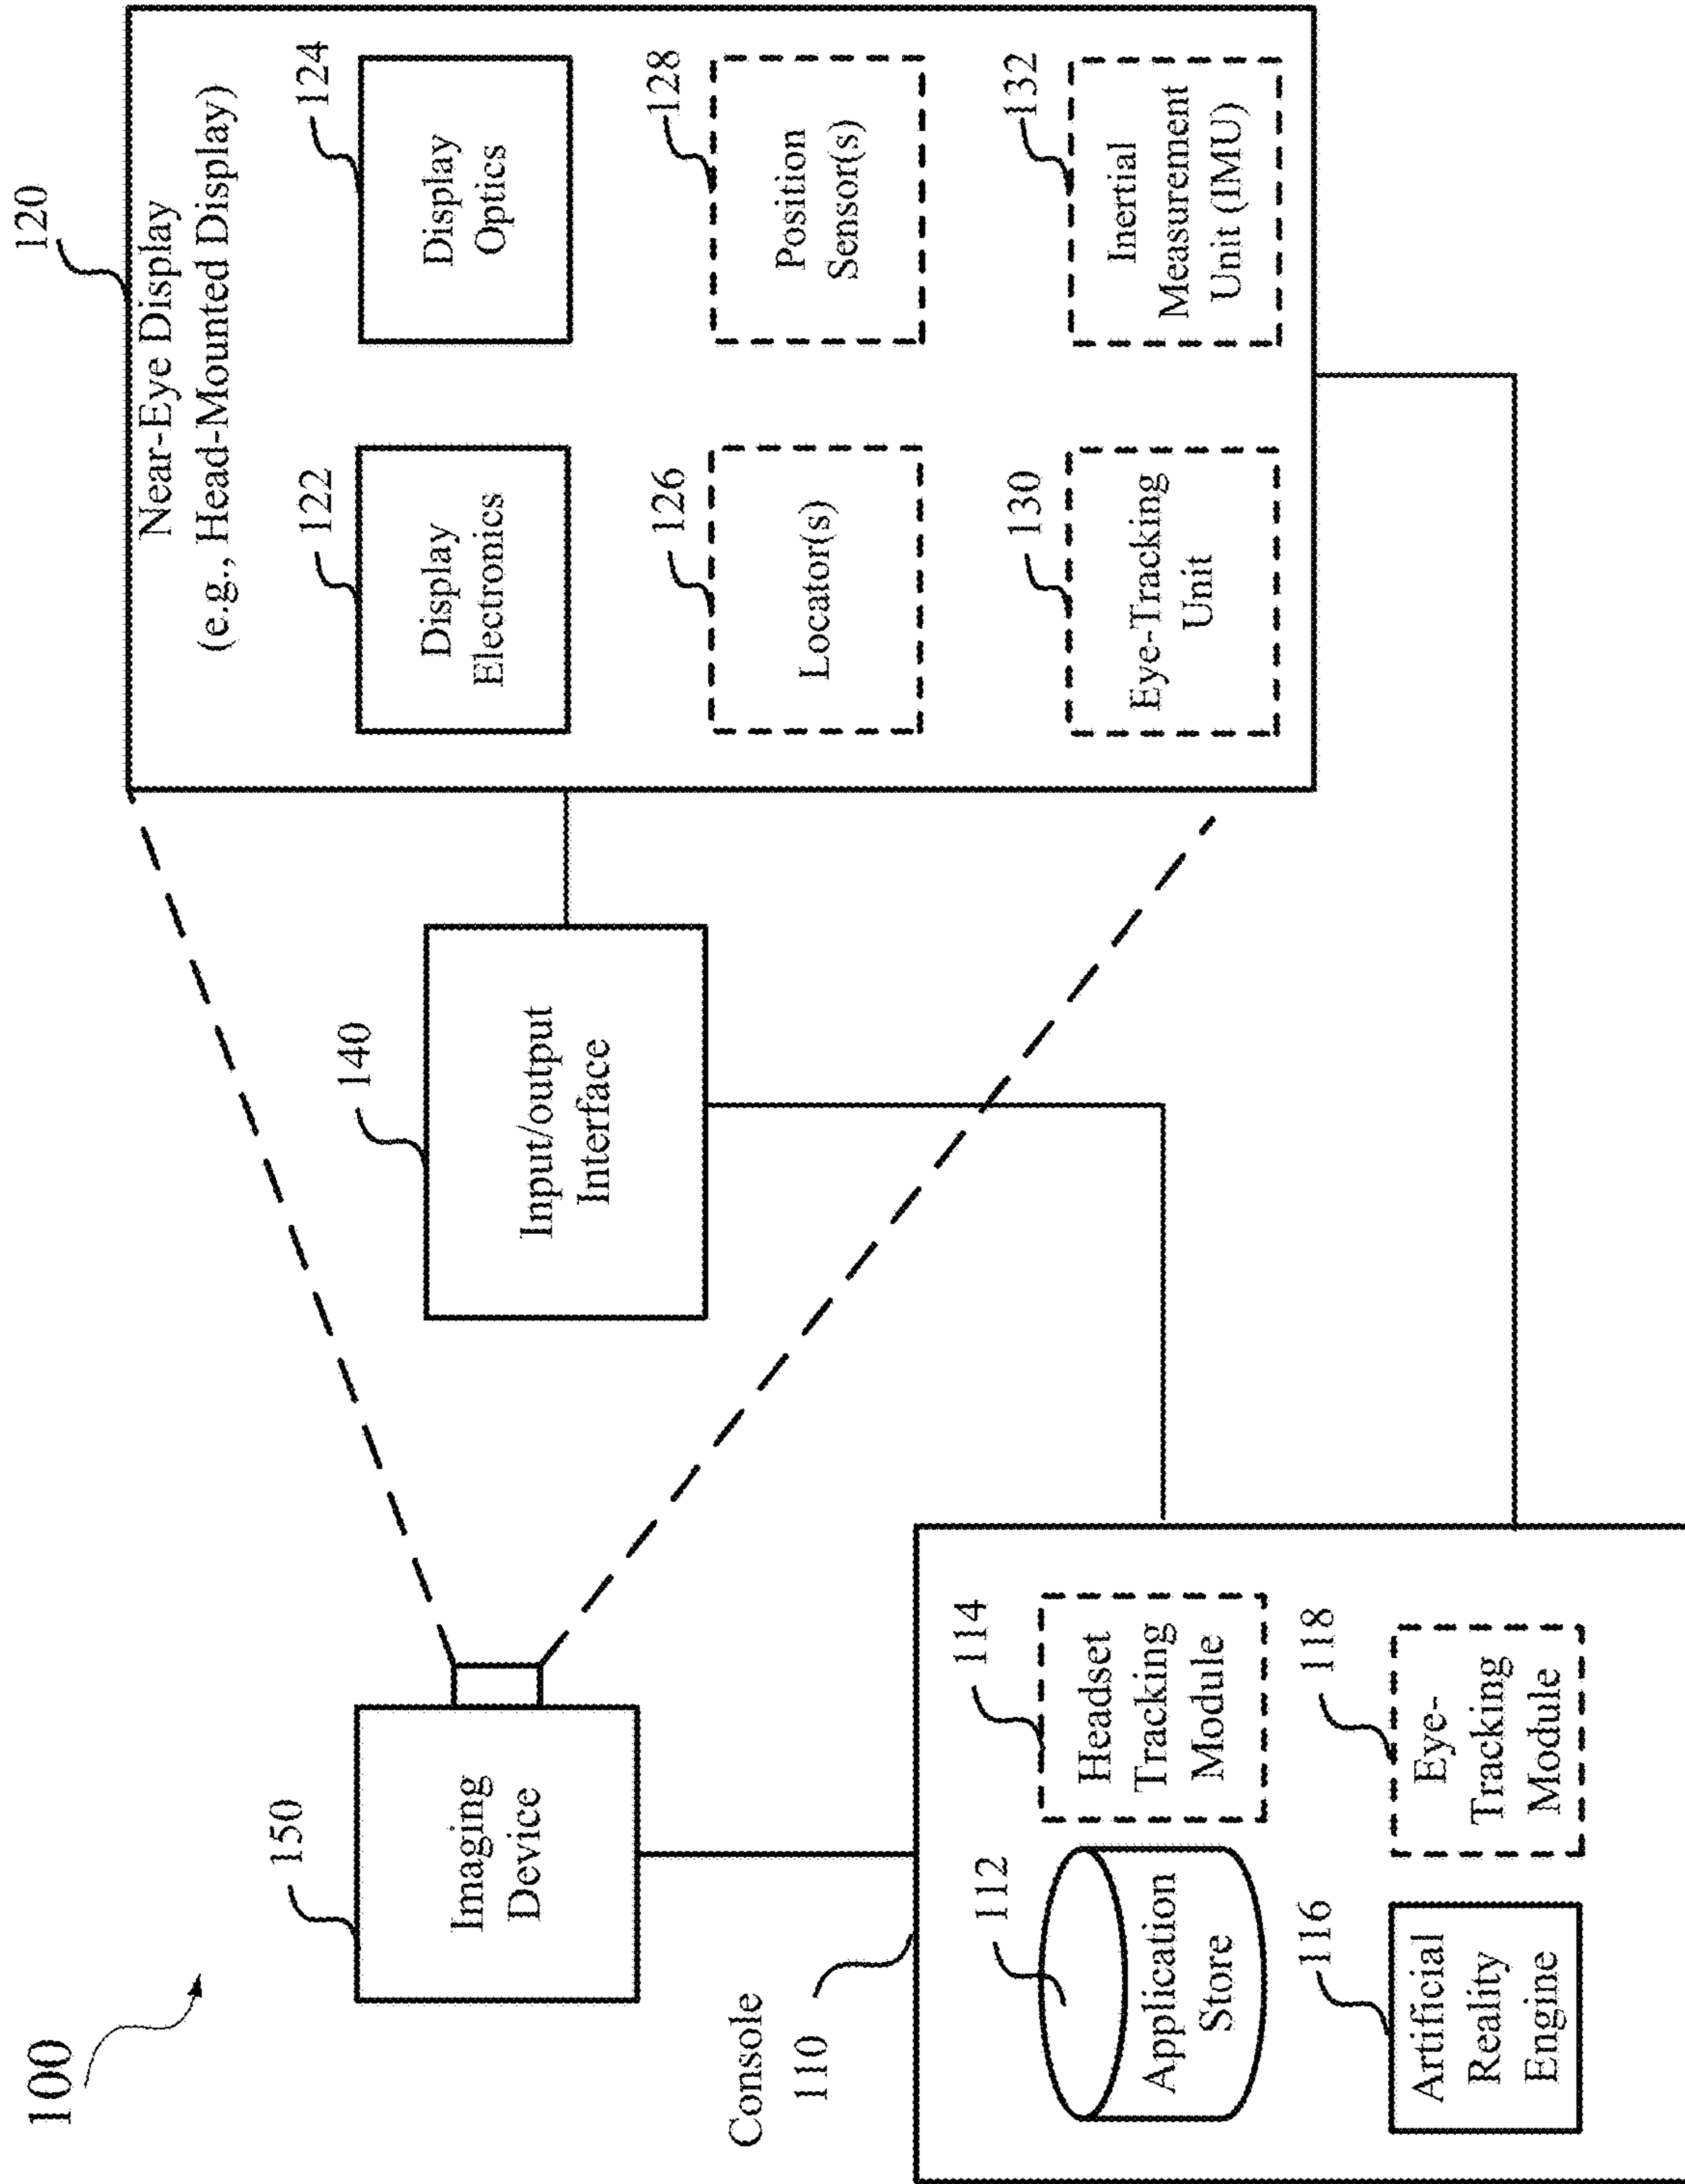 100
120
Near-Eye Display
(e.g., Head-Mounted Display)
150
Imaging
Device
140
Input/output
Interface
122
Display
Electronics
124
Display
Optics
126
Locator(s)
128
Position
Sensor(s)
130
Eye-Tracking
Unit
132
Inertial
Measurement
Unit (IMU)
Console
110
112
Application
Store
114
Headset
Tracking
Module
116
Artificial
Reality
Engine
118
Eye-
Tracking
Module